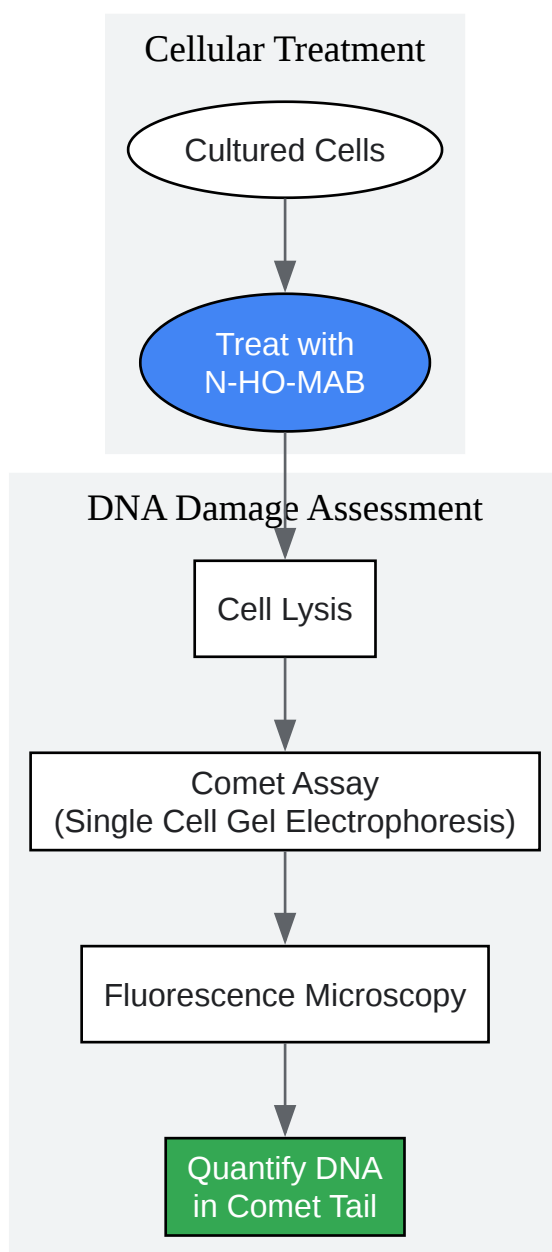 Cellular Treatment
Cultured Cells
Treat with
N-HO-MAB
DNA Damage Assessment
Cell Lysis
Comet Assay
(Single Cell Gel Electrophoresis)
Fluorescence Microscopy
Quantify DNA
in Comet Tail